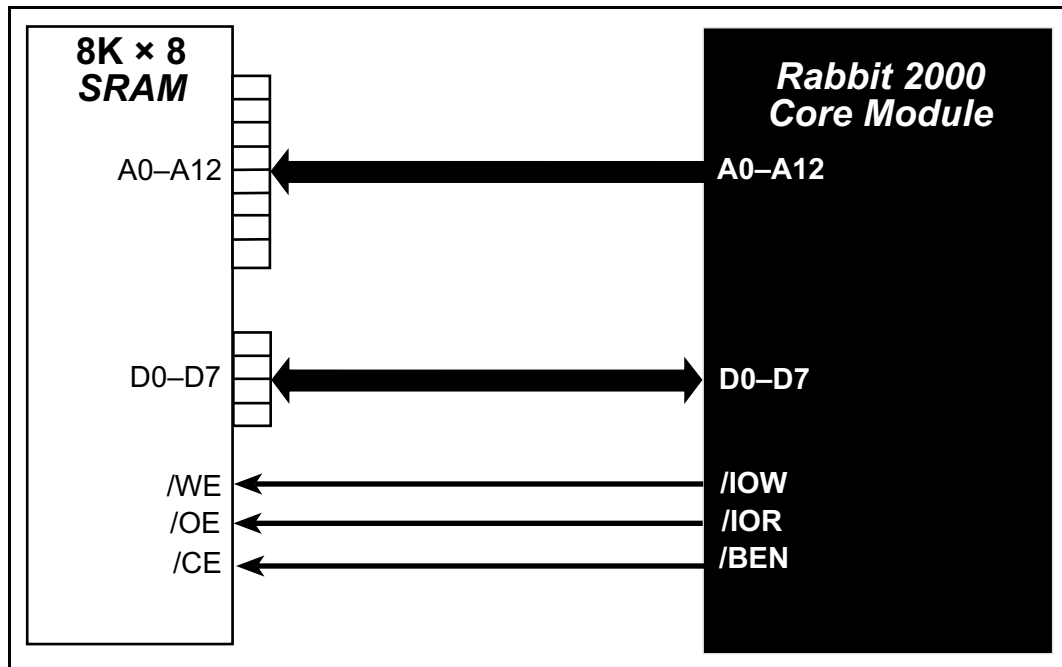 8K × 8
SRAM
A0–A12
D0–D7
/WE
/OE
/CE
Rabbit 2000
Core Module
A0–A12
D0–D7
/IOW
/IOR
/BEN